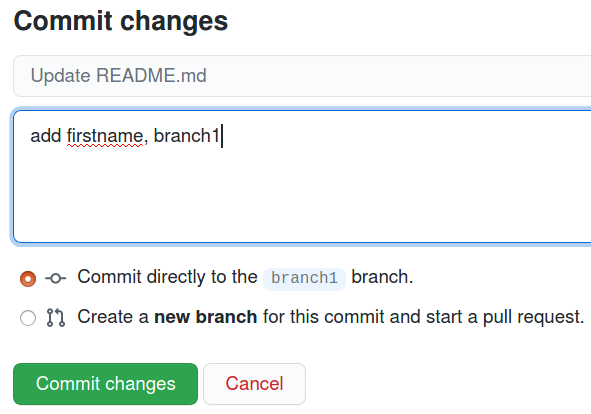 Commit changes
Update README.md
add firstname, branch1
Commit directly to the branch1 branch.
Create a new branch for this commit and start a pull request.
Commit changes
Cancel